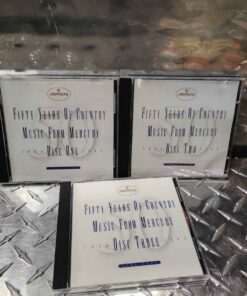 Fifty Years Of Country
Music From Mercury
Disc One
Fifty Years Of Country
Music From Mercury
Disc Two
Fifty Years Of Country
Music From Mercury
Disc Three